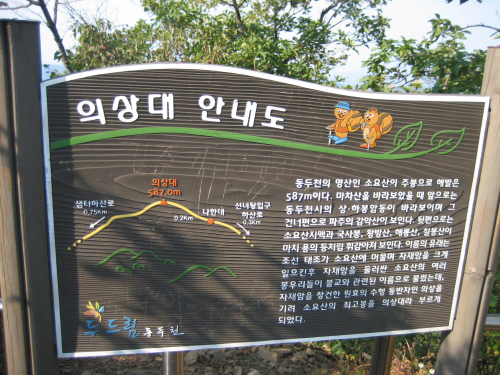 의상대 안내도
의상대
587.0m
샘터하산로
0.75Km
0.2Km
나한대
선녀탕입구
하산로
0.3Km
동두천의 명산인 소요산의 주봉으로 해발은
587m이다. 마차산을 바라보았을 때 앞으로는
동두천시의 상·하봉암동이 바라보이며 그
건너편으로 파주의 감악산이 보인다. 뒷편으로는
소요산지맥과 국사봉, 왕방산, 해룡산, 칠봉산이
마치 용의 등처럼 휘감아져 보인다. 이름의 유래는
조선 태조가 소요산에 머물며 자재암을 크게
일으킨후 자재암을 둘러싼 소요산의 여러
봉우리들이 불교와 관련된 이름으로 불렸는데,
자재암을 창건한 원효의 수행 동반자인 의상을
기려 소요산의 최고봉을 의상대라 부르게
되었다.
두드림 동두천